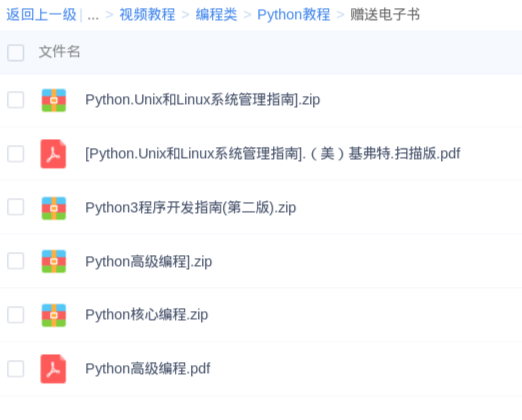 返回上一级| ... > 视频教程 > 编程类 > Python教程 > 赠送电子书
文件名
Python.Unix和Linux系统管理指南].zip
[Python.Unix和Linux系统管理指南].（美）基弗特.扫描版.pdf
Python3程序开发指南(第二版).zip
Python高级编程].zip
Python核心编程.zip
Python高级编程.pdf